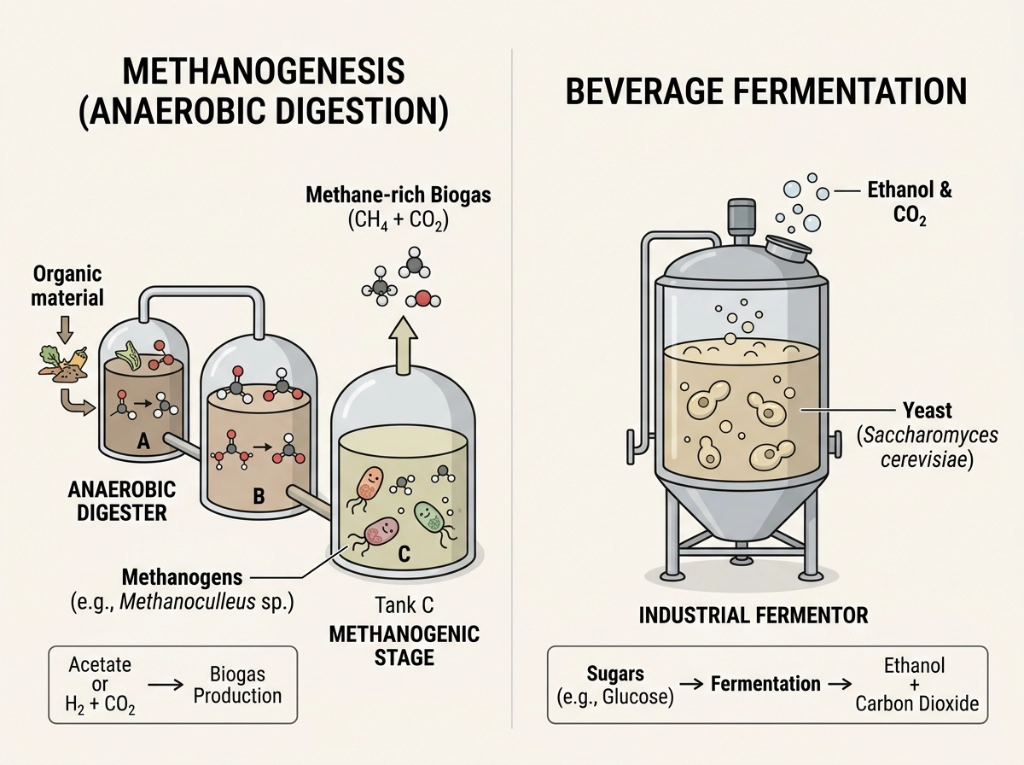 METHANOGENESIS
(ANAEROBIC DIGESTION)
Methane-rich Biogas
(CH₄ + CO₂)
Organic
material
A
B
C
ANAEROBIC
DIGESTER
Methanogens
(e.g., Methanoculleus sp.)
Tank C
METHANOGENIC
STAGE
Acetate
or
H₂ + CO₂
→
Biogas
Production
BEVERAGE FERMENTATION
Ethanol &
CO₂
Yeast
(Saccharomyces
cerevisiae)
INDUSTRIAL FERMENTOR
Sugars
(e.g., Glucose)
→
Fermentation
→
Ethanol
+
Carbon Dioxide